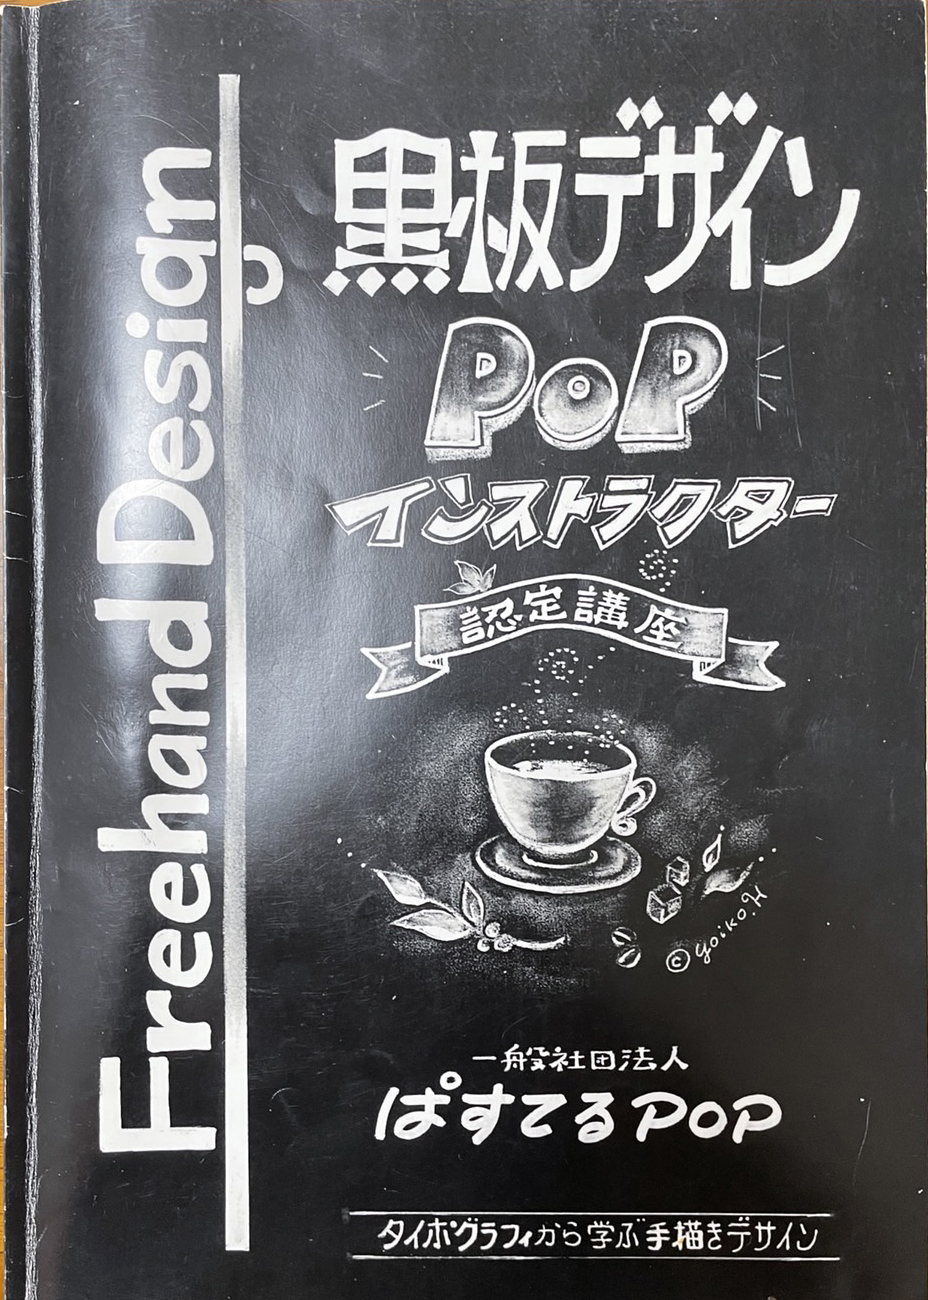 Freehand Design
黒板デザイン
PoP
インストラクター
認定講座
© yoiko.H
一般社団法人
ぱすてるPOP
タイポグラフィから学ぶ手描きデザイン